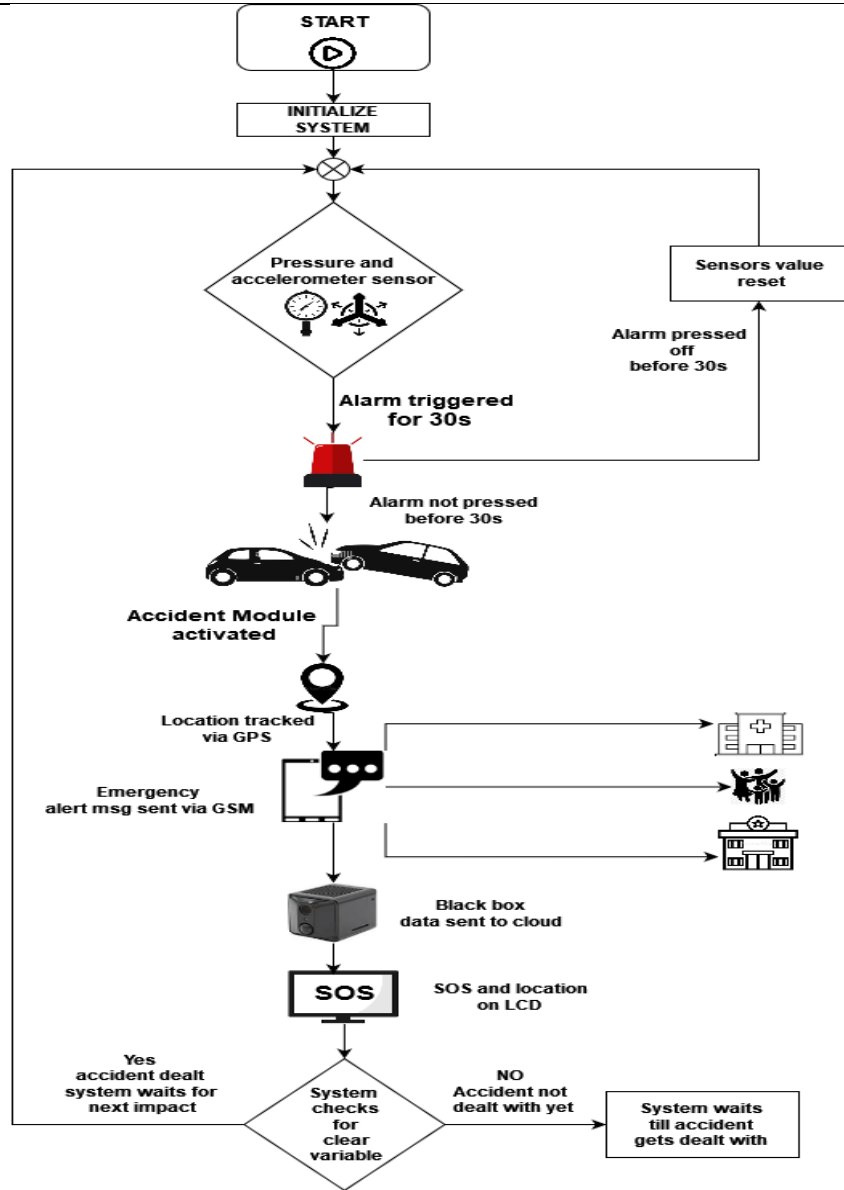 START
INITIALIZE
SYSTEM
Pressure and
accelerometer sensor
Sensors value
reset
Alarm pressed
off
before 30s
Alarm triggered
for 30s
Alarm not pressed
before 30s
Accident Module
activated
Location tracked
via GPS
Emergency
alert msg sent via GSM
Black box
data sent to cloud
SOS
SOS and location
on LCD
Yes
accident dealt
system waits for
next impact
System
checks
for
clear
variable
NO
Accident not
dealt with yet
System waits
till accident
gets dealt with